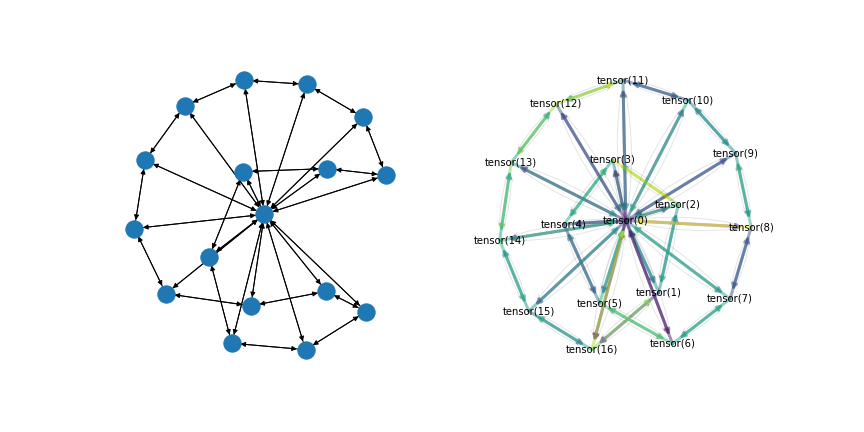 tensor(11)
tensor(12)
tensor(10)
tensor(9)
tensor(3)
tensor(13)
tensor(2)
tensor(4)
tensor(0)
tensor(8)
tensor(14)
tensor(1)
tensor(7)
tensor(5)
tensor(15)
tensor(6)
tensor(16)